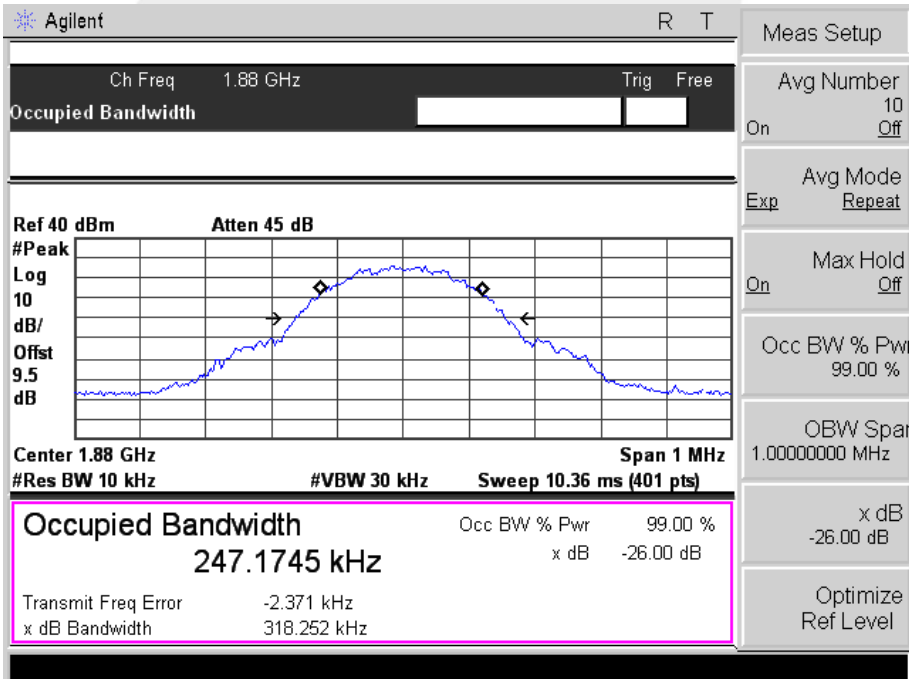 Agilent R T
Ch Freq 1.88 GHz Trig Free
Occupied Bandwidth
Ref 40 dBm Atten 45 dB
#Peak
Log
10
dB/
Offst
9.5
dB
Center 1.88 GHz Span 1 MHz
#Res BW 10 kHz #VBW 30 kHz Sweep 10.36 ms (401 pts)
Occupied Bandwidth
247.1745 kHz
Occ BW % Pwr 99.00 %
x dB -26.00 dB
Transmit Freq Error -2.371 kHz
x dB Bandwidth 318.252 kHz
Meas Setup
Avg Number
10
On Off
Avg Mode
Exp Repeat
Max Hold
On Off
Occ BW % Pwr
99.00 %
OBW Span
1.00000000 MHz
x dB
-26.00 dB
Optimize
Ref Level